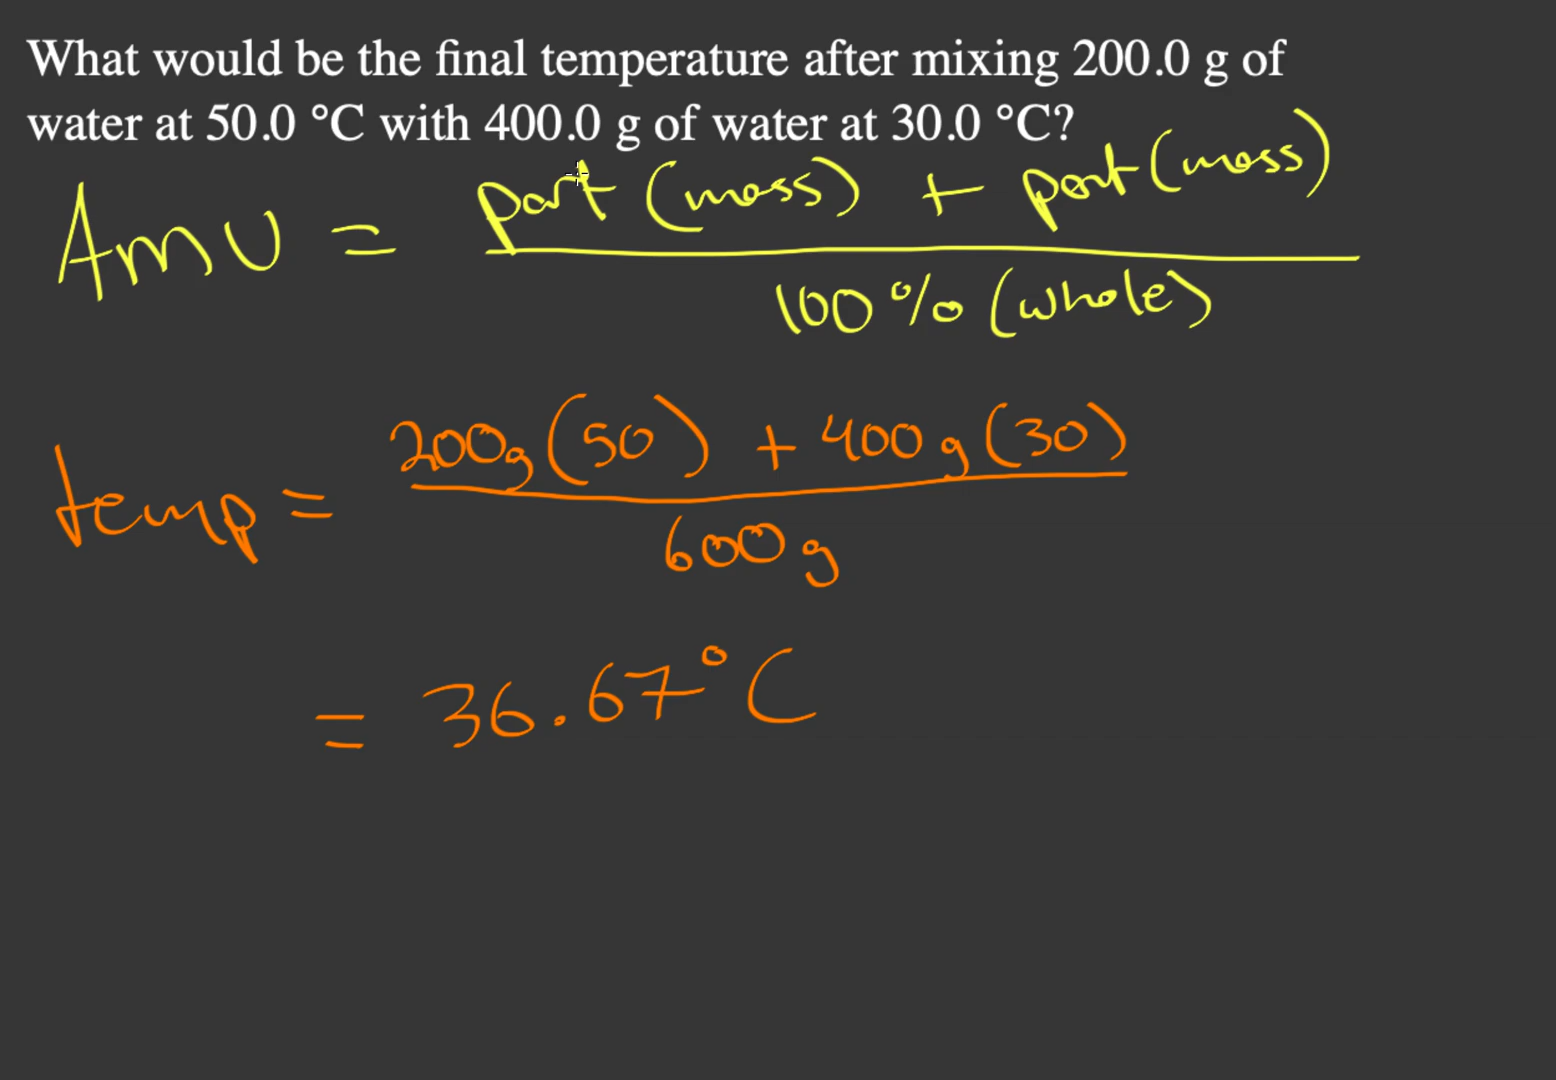 What would be the final temperature after mixing 200.0 g of
water at 50.0 °C with 400.0 g of water at 30.0 °C?
Amu = part (mass) + part (mass)
100% (whole)
temp = 200g (50) + 400g (30)
600g
= 36.67°C